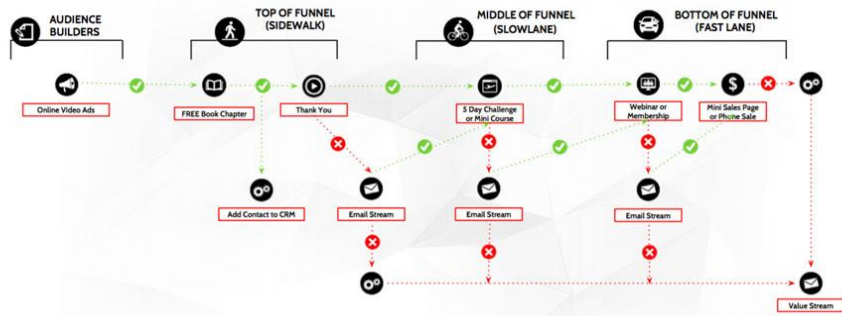 AUDIENCE
BUILDERS
TOP OF FUNNEL
(SIDEWALK)
MIDDLE OF FUNNEL
(SLOWLANE)
BOTTOM OF FUNNEL
(FAST LANE)
Online Video Ads
FREE Book Chapter
Thank You
5 Day Challenge
or Mini Course
Webinar or
Membership
$
Mini Sales Page
or Phone Sale
Add Contact to CRM
Email Stream
Email Stream
Email Stream
Value Stream